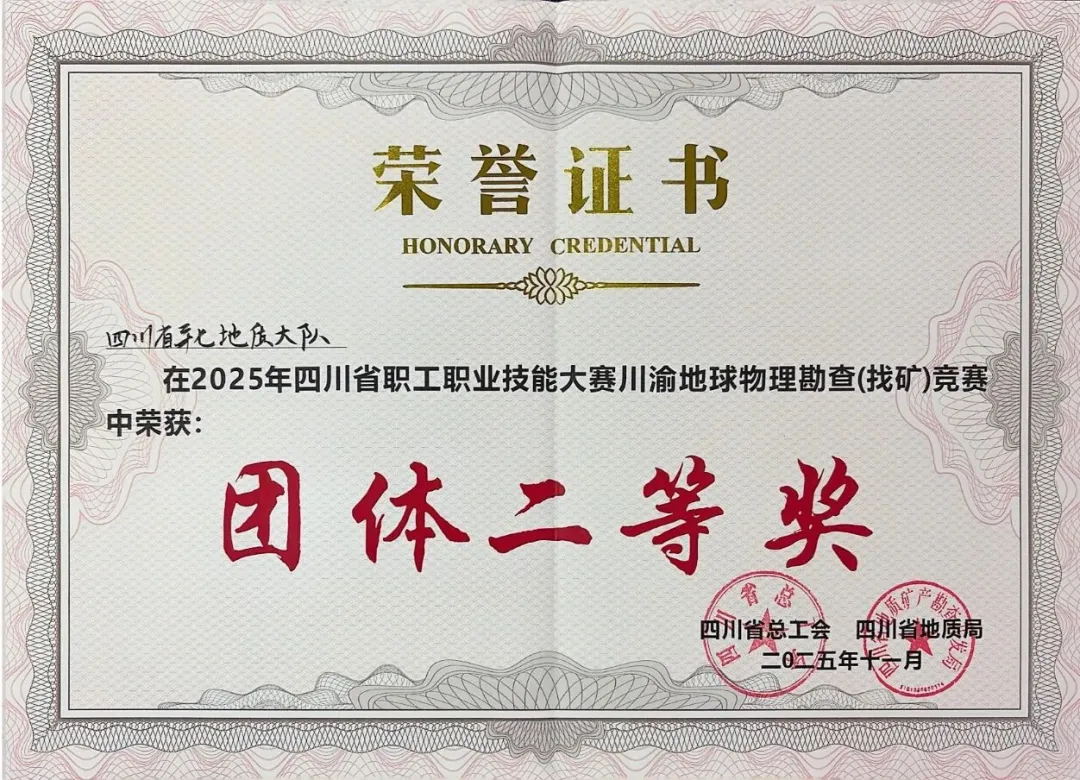 荣誉证书
HONORARY CREDENTIAL
四川省第七地质大队
在2025年四川省职工职业技能大赛川渝地球物理勘查(找矿)竞赛
中荣获：
团体二等奖
四川省总工会 四川省地质局
二〇二五年十一月